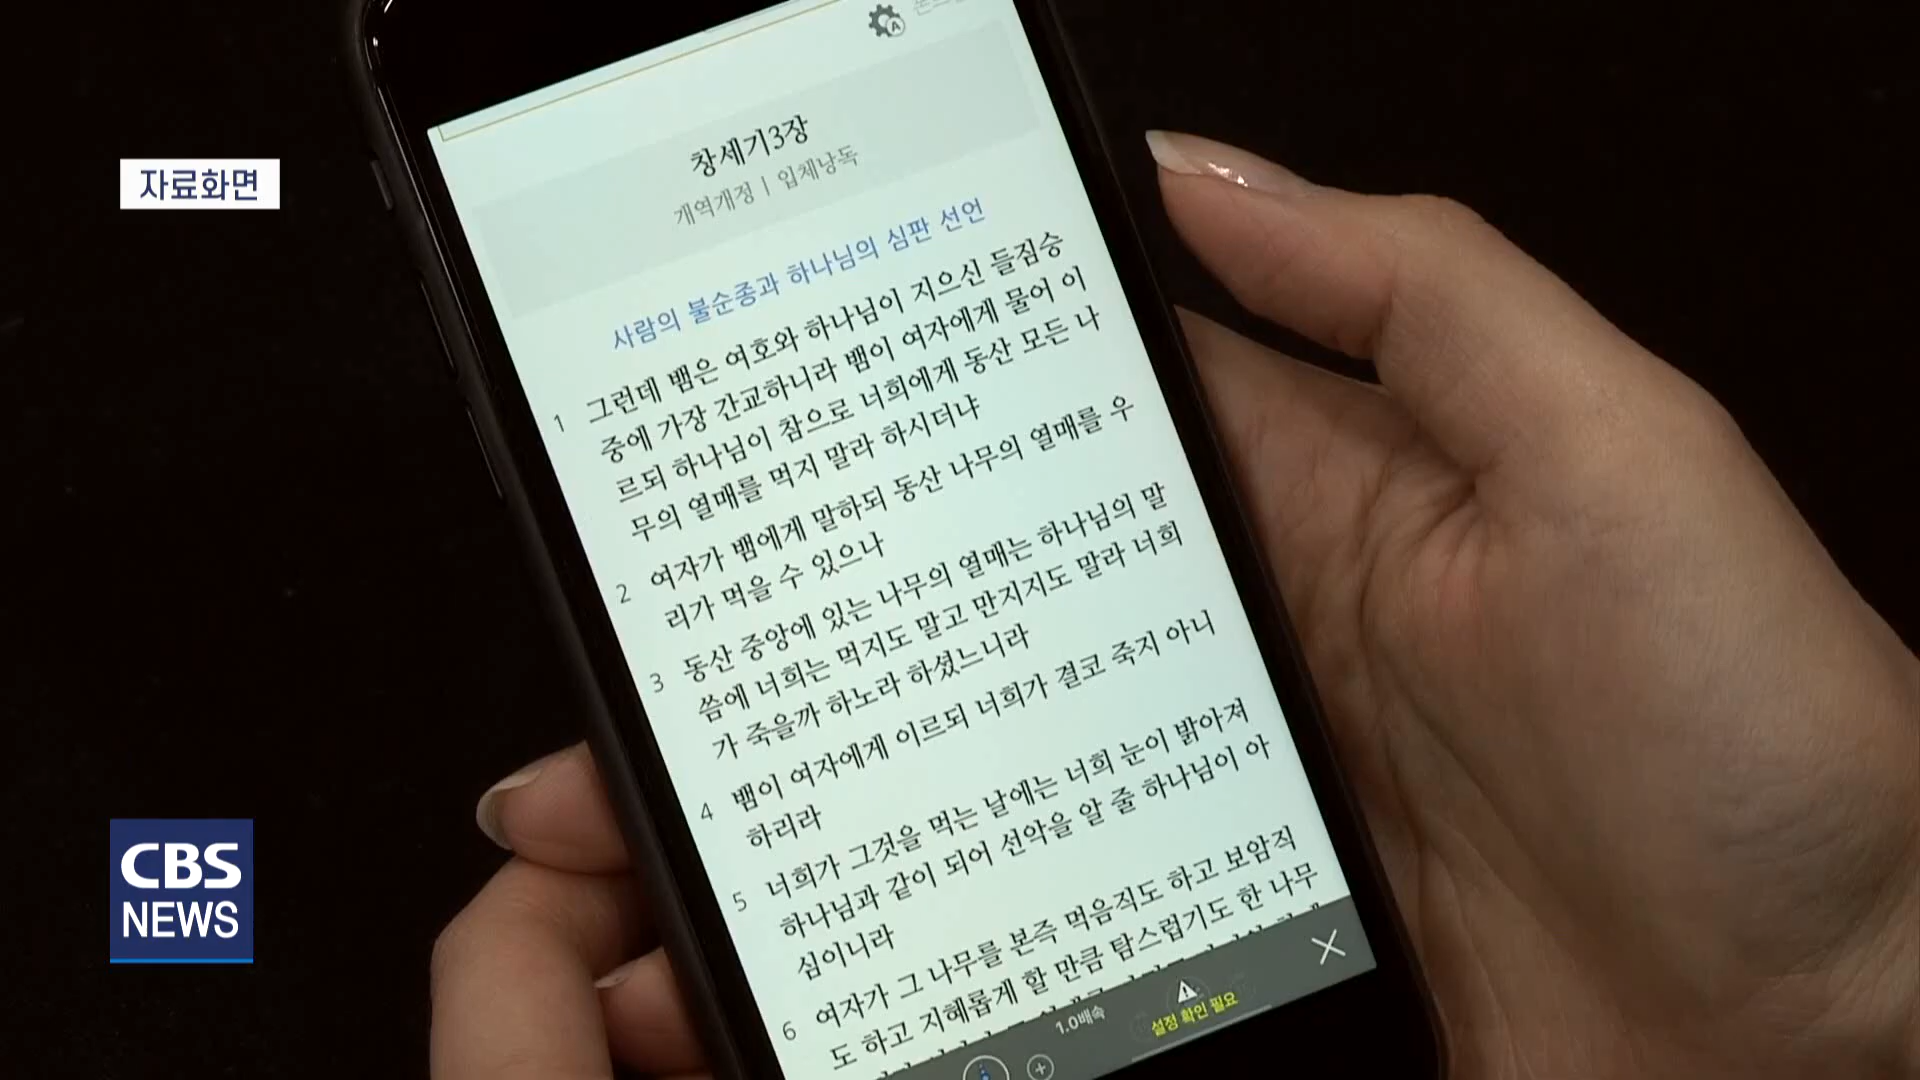 자료화면
창세기3장
개역개정 | 입체낭독
사람의 불순종과 하나님의 심판 선언
1 그런데 뱀은 여호와 하나님이 지으신 들짐승
중에 가장 간교하니라 뱀이 여자에게 물어 이
르되 하나님이 참으로 너희에게 동산 모든 나
무의 열매를 먹지 말라 하시더냐
2 여자가 뱀에게 말하되 동산 나무의 열매를 우
리가 먹을 수 있으나
3 동산 중앙에 있는 나무의 열매는 하나님의 말
씀에 너희는 먹지도 말고 만지지도 말라 너희
가 죽을까 하노라 하셨느니라
4 뱀이 여자에게 이르되 너희가 결코 죽지 아니
하리라
5 너희가 그것을 먹는 날에는 너희 눈이 밝아져
하나님과 같이 되어 선악을 알 줄 하나님이 아
심이니라
6 여자가 그 나무를 본즉 먹음직도 하고 보암직
도 하고 지혜롭게 할 만큼 탐스럽기도 한 나무
1.0배속
설정 확인 필요
CBS
NEWS